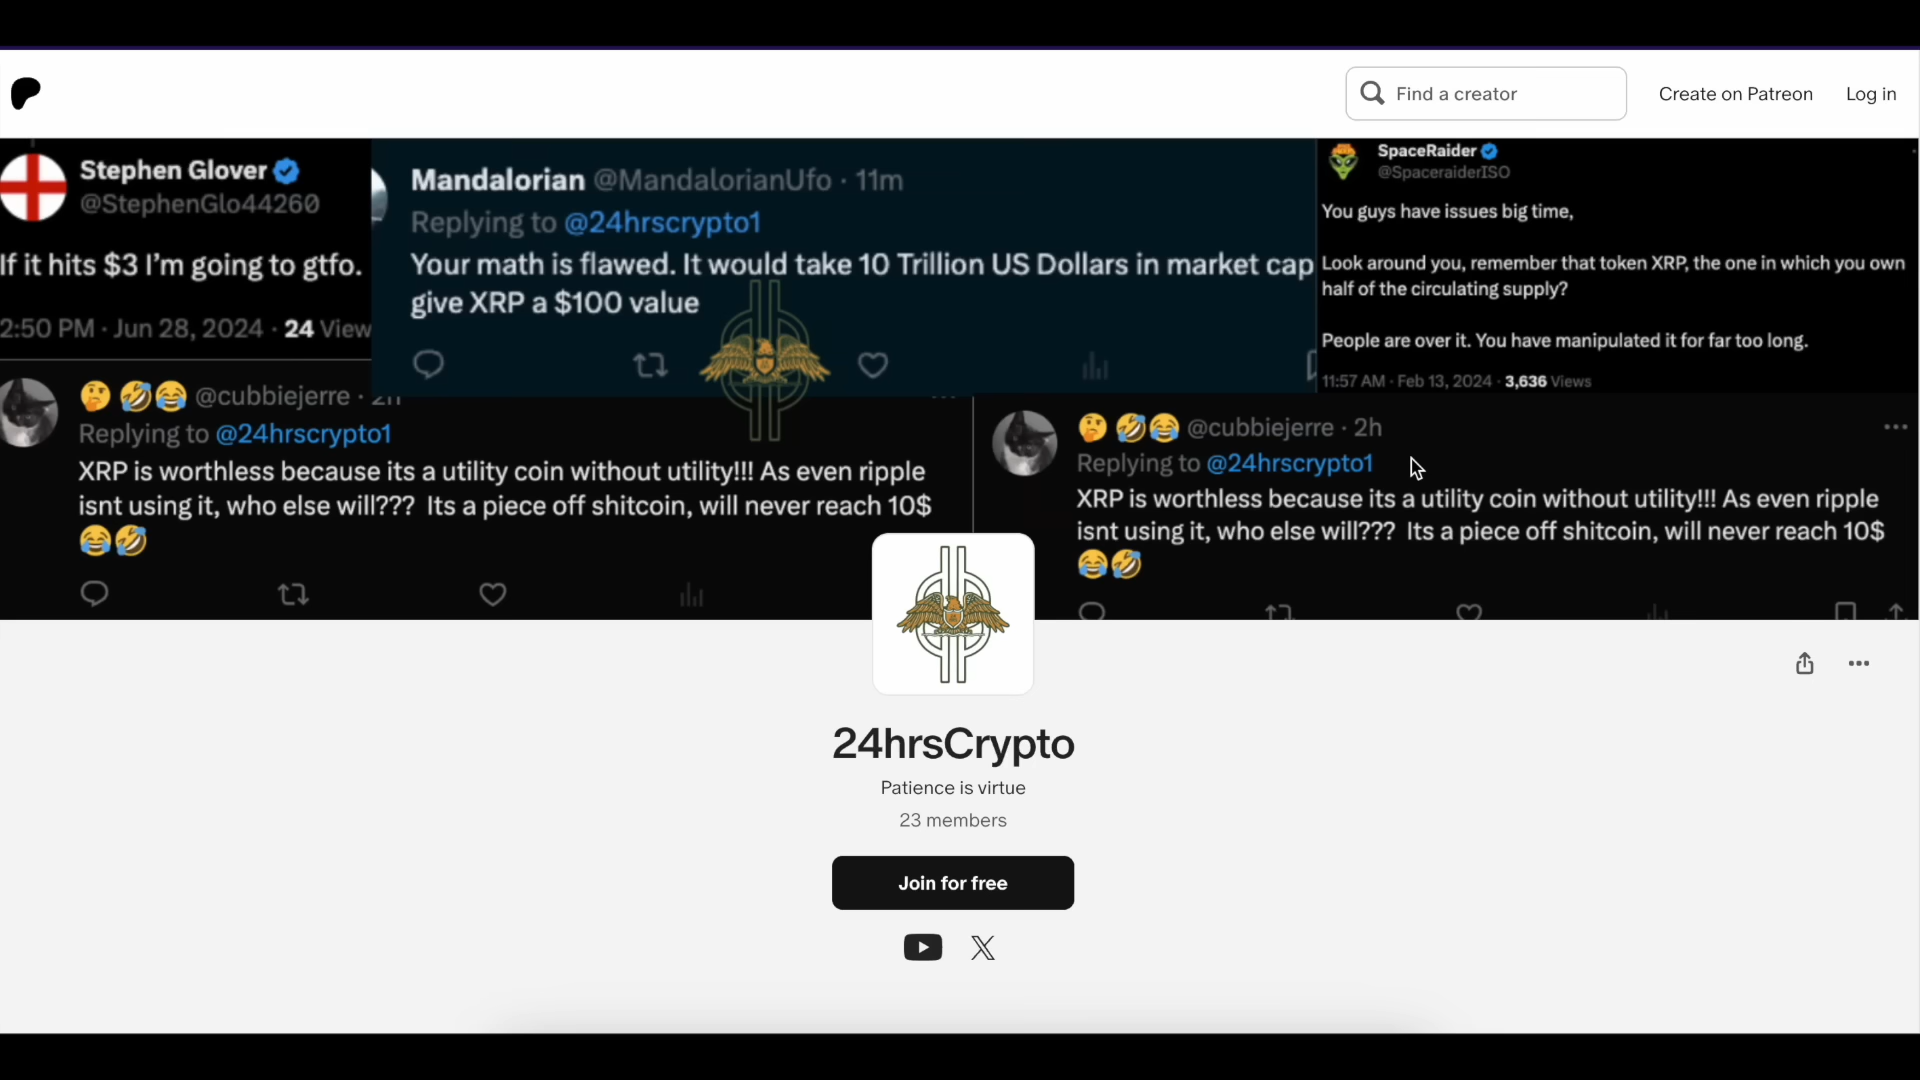 Find a creator
Create on Patreon
Log in
Stephen Glover
@StephenGlo44260
If it hits $3 I'm going to gtfo.
2:50 PM · Jun 28, 2024 · 24 View
Mandalorian @MandalorianUfo · 11m
Replying to @24hrscrypto1
Your math is flawed. It would take 10 Trillion US Dollars in market cap
give XRP a $100 value
SpaceRaider
@SpaceraiderISO
You guys have issues big time,
Look around you, remember that token XRP, the one in which you own
half of the circulating supply?
People are over it. You have manipulated it for far too long.
11:57 AM · Feb 13, 2024 · 3,636 Views
🤔 🤣😂 @cubbiejerre · 2h
Replying to @24hrscrypto1
XRP is worthless because its a utility coin without utility!!! As even ripple
isnt using it, who else will??? Its a piece off shitcoin, will never reach 10$
😂🤣
🤔 🤣😂 @cubbiejerre · 2h
Replying to @24hrscrypto1
XRP is worthless because its a utility coin without utility!!! As even ripple
isnt using it, who else will??? Its a piece off shitcoin, will never reach 10$
😂🤣
24hrsCrypto
Patience is virtue
23 members
Join for free